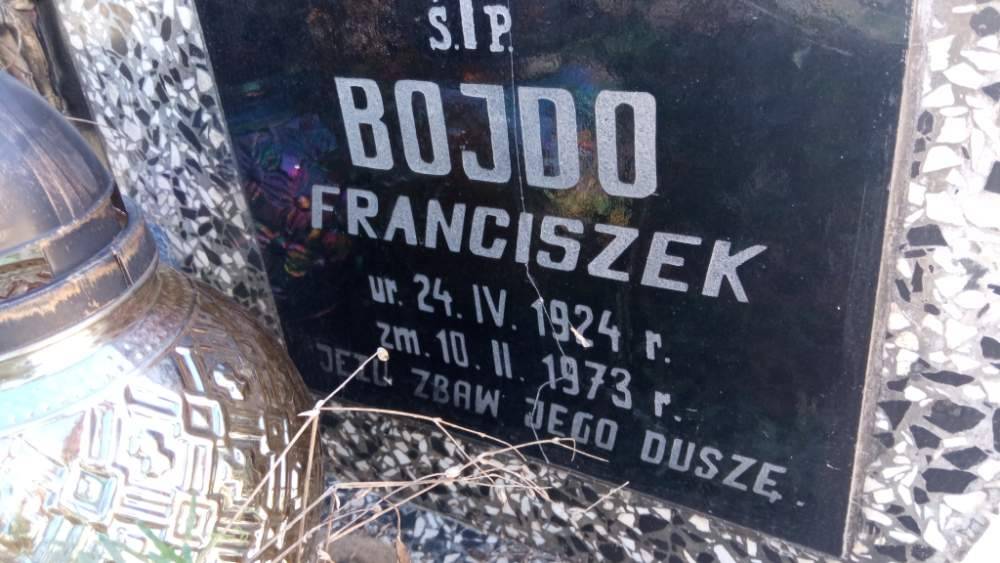 Ś.†P.
BOJDO
FRANCISZEK
ur. 24. IV. 1924 r.
zm. 10. II. 1973 r.
JEZU ZBAW JEGO DUSZĘ.